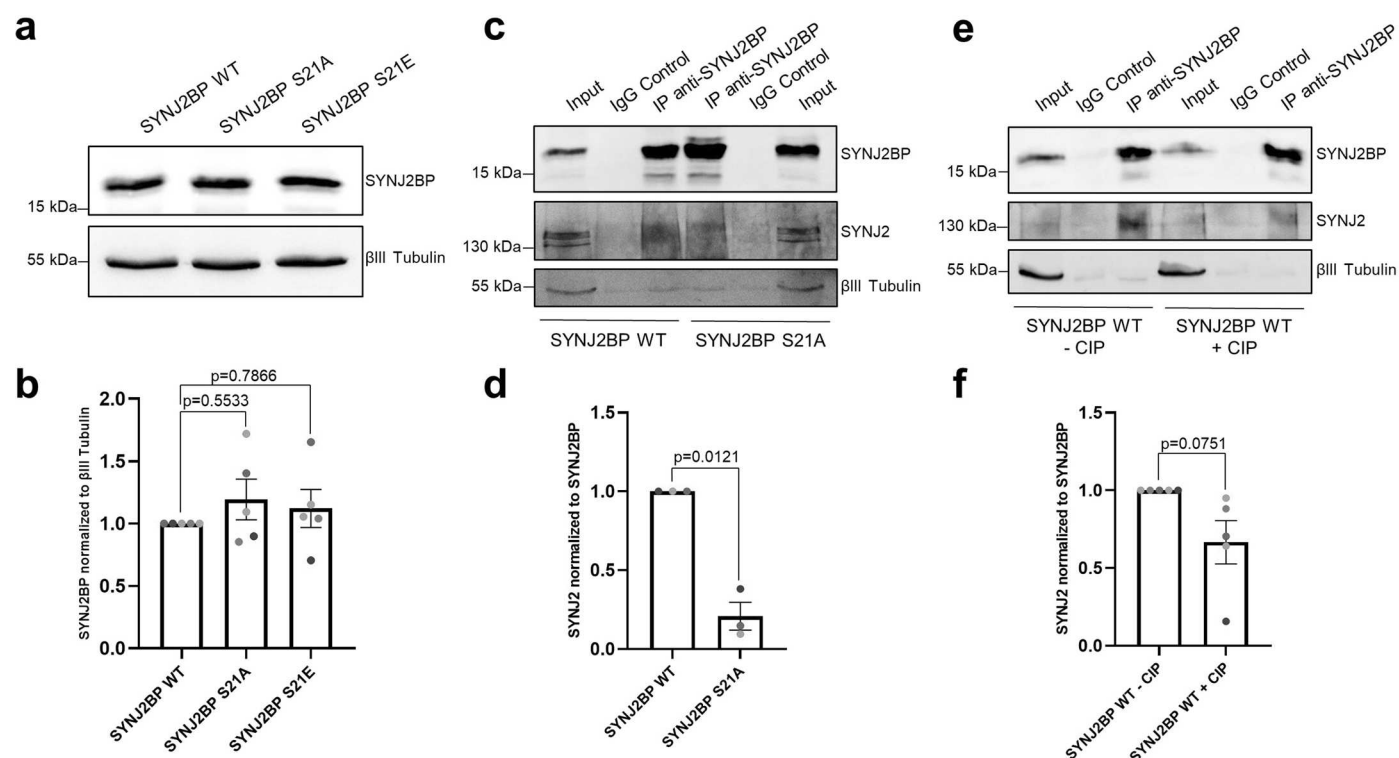 a
SYNJ2BP WT
SYNJ2BP S21A
SYNJ2BP S21E
SYNJ2BP
15 kDa
55 kDa
βIII Tubulin
b
SYNJ2BP normalized to βIII Tubulin
p=0.7866
p=0.5533
2.0
1.5
1.0
0.5
0.0
SYNJ2BP WT
SYNJ2BP S21A
SYNJ2BP S21E
c
Input
IgG Control
IP anti-SYNJ2BP
IP anti-SYNJ2BP
IgG Control
Input
SYNJ2BP
15 kDa
SYNJ2
130 kDa
55 kDa
βIII Tubulin
SYNJ2BP WT
SYNJ2BP S21A
d
SYNJ2 normalized to SYNJ2BP
p=0.0121
1.5
1.0
0.5
0.0
SYNJ2BP WT
SYNJ2BP S21A
e
Input
IgG Control
IP anti-SYNJ2BP
Input
IgG Control
IP anti-SYNJ2BP
SYNJ2BP
15 kDa
130 kDa
SYNJ2
55 kDa
βIII Tubulin
SYNJ2BP WT
- CIP
SYNJ2BP WT
+ CIP
f
SYNJ2 normalized to SYNJ2BP
p=0.0751
1.5
1.0
0.5
0.0
SYNJ2BP WT - CIP
SYNJ2BP WT + CIP